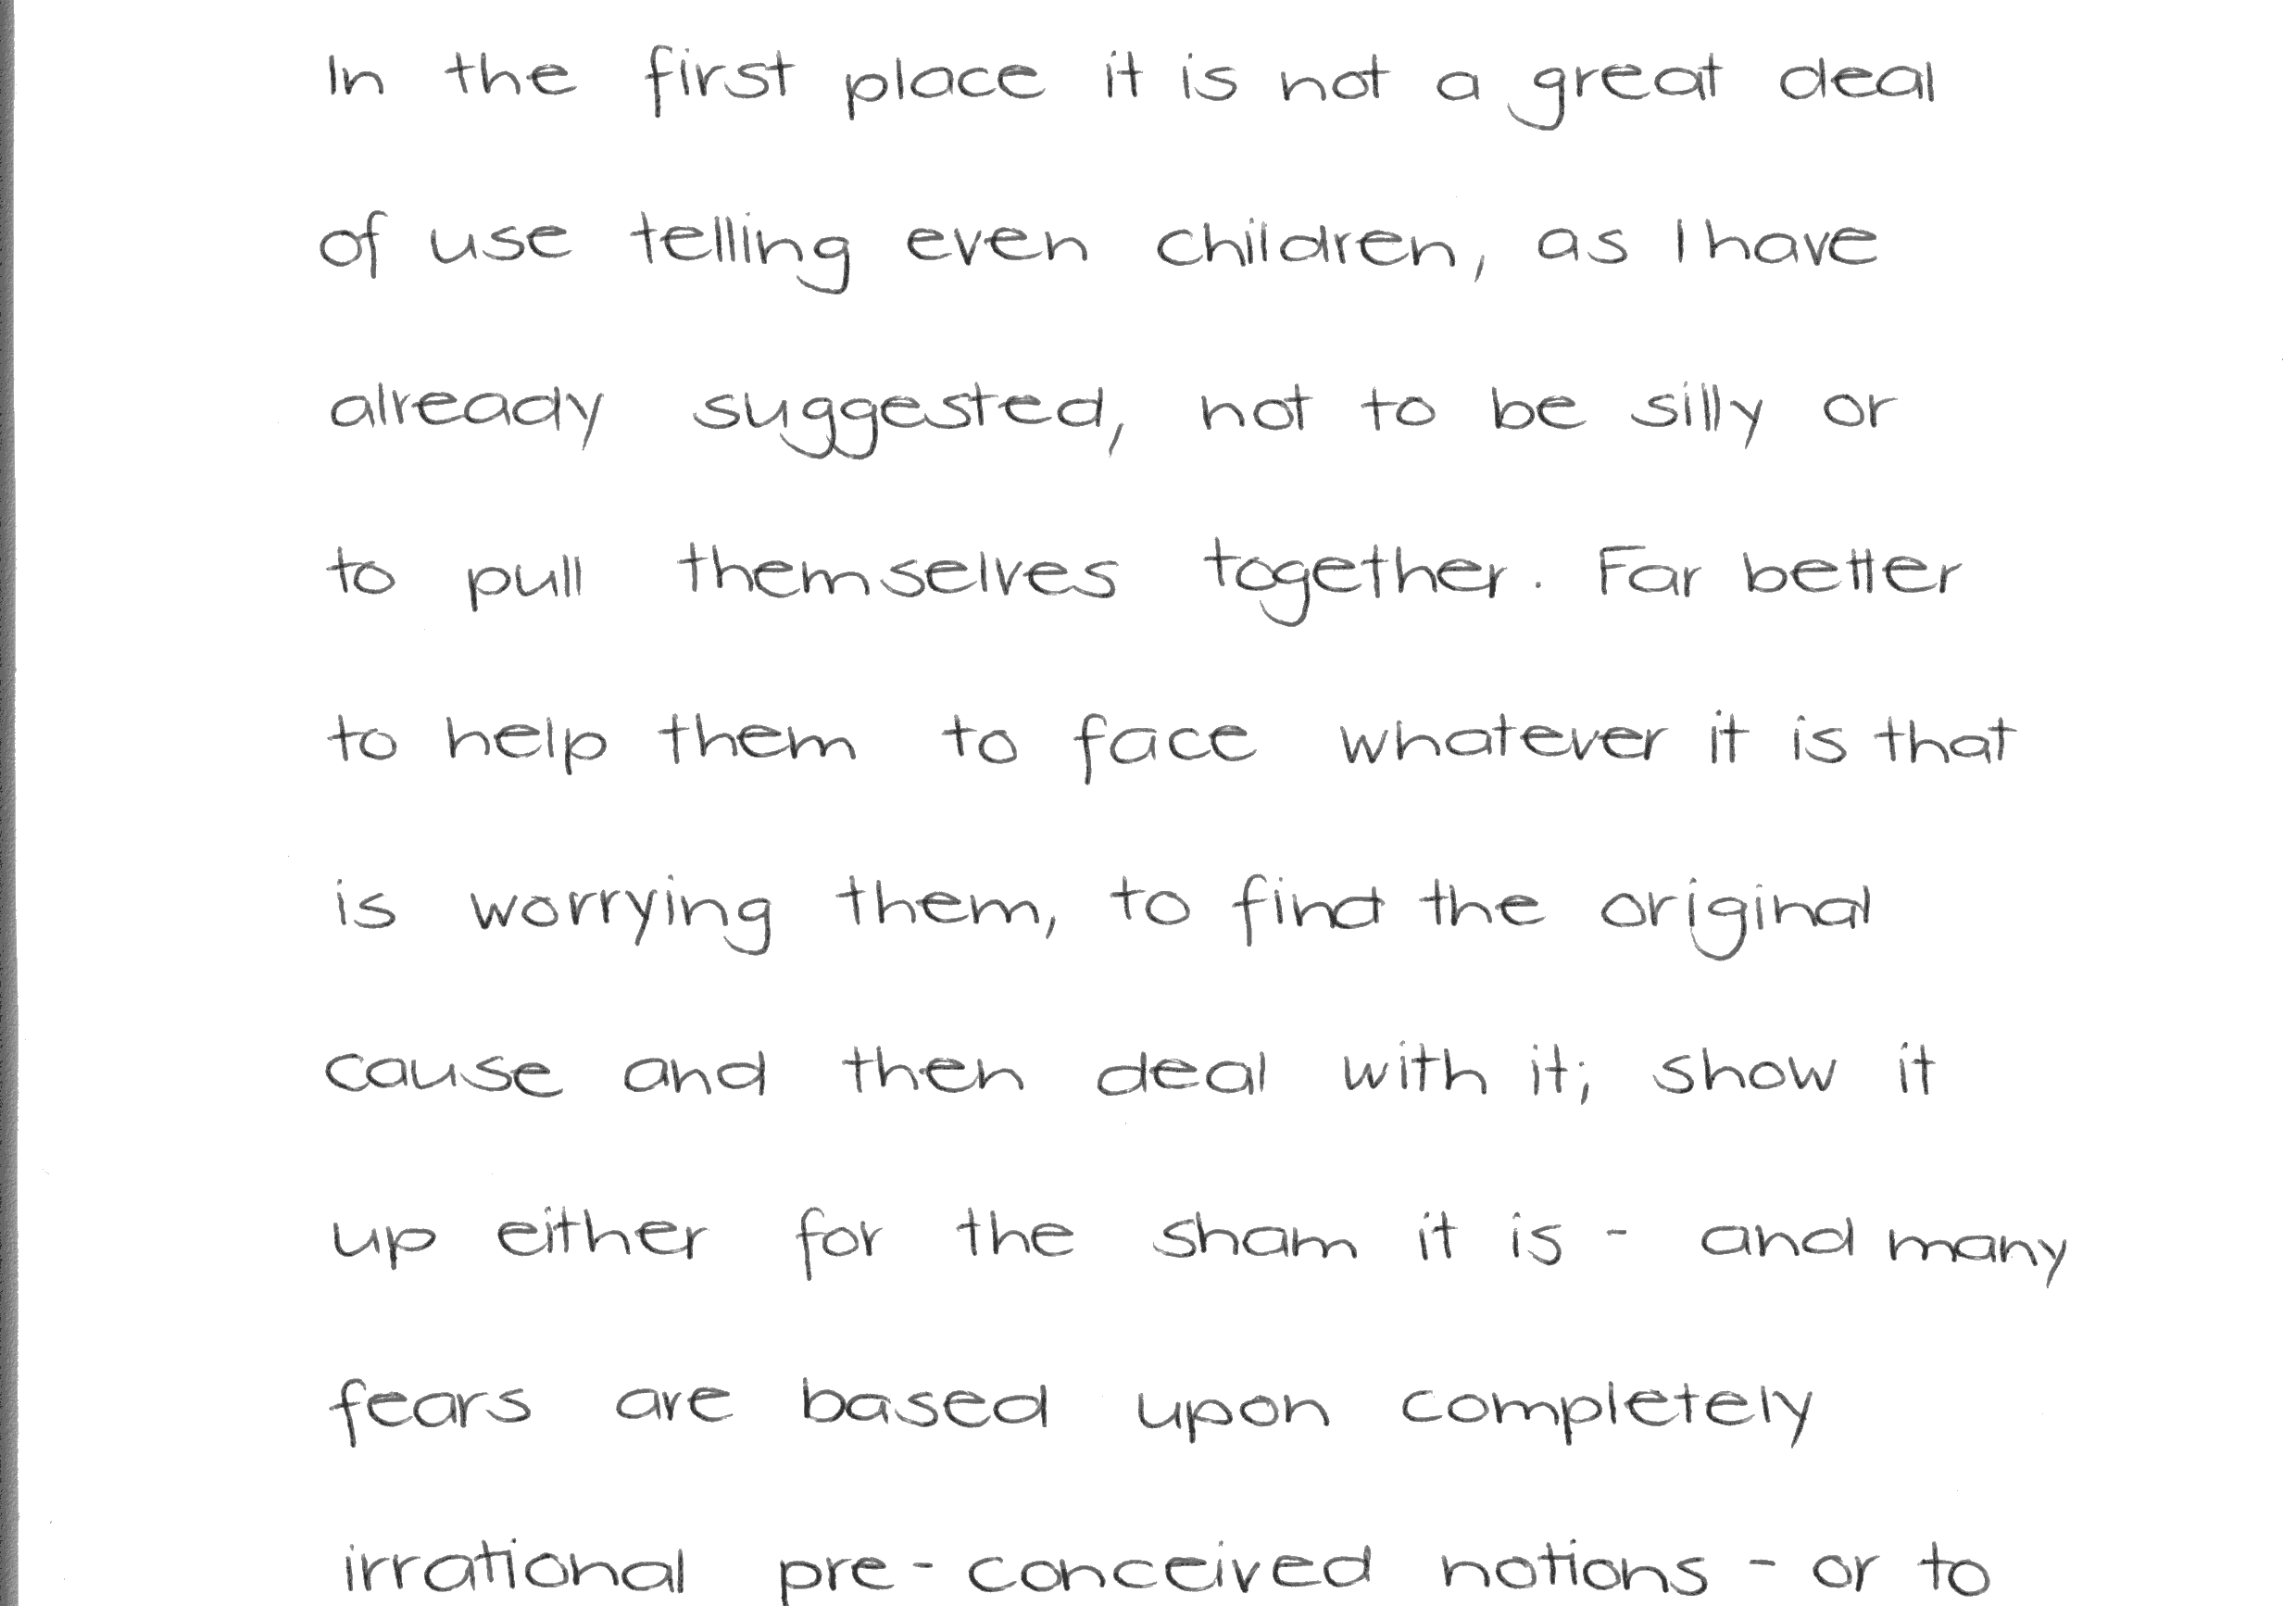 In the first place it is not a great deal
of use telling even children, as I have
already suggested, not to be silly or
to pull themselves together. Far better
to help them to face whatever it is that
is worrying them, to find the original
cause and then deal with it; show it
up either for the sham it is - and many
fears are based upon completely
irrational pre-conceived notions - or to